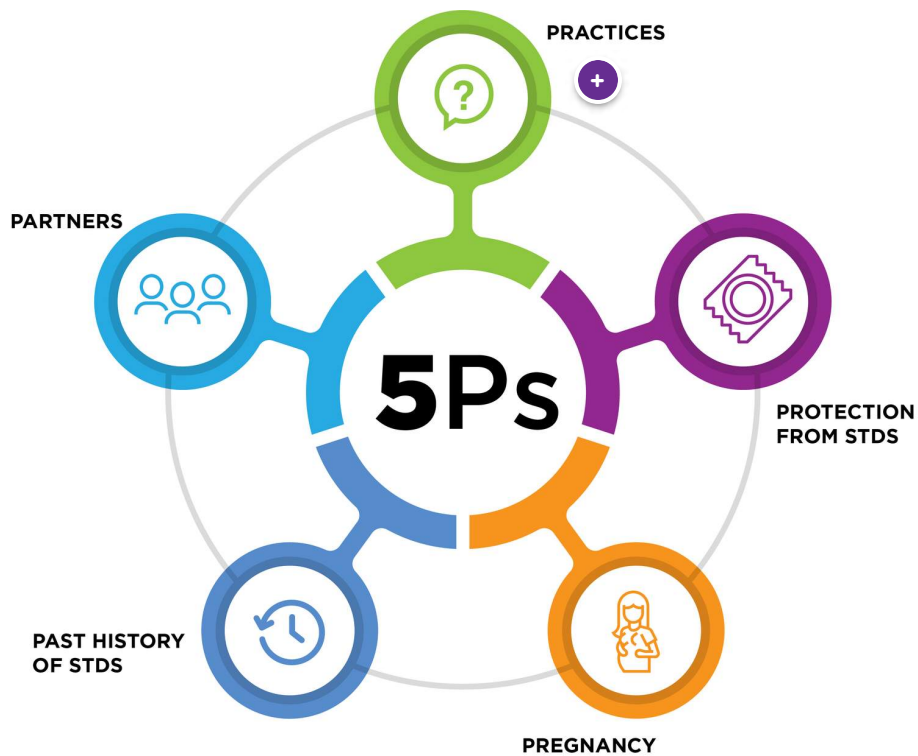 PRACTICES
+
?
PARTNERS
5Ps
PROTECTION
FROM STDS
PAST HISTORY
OF STDS
PREGNANCY